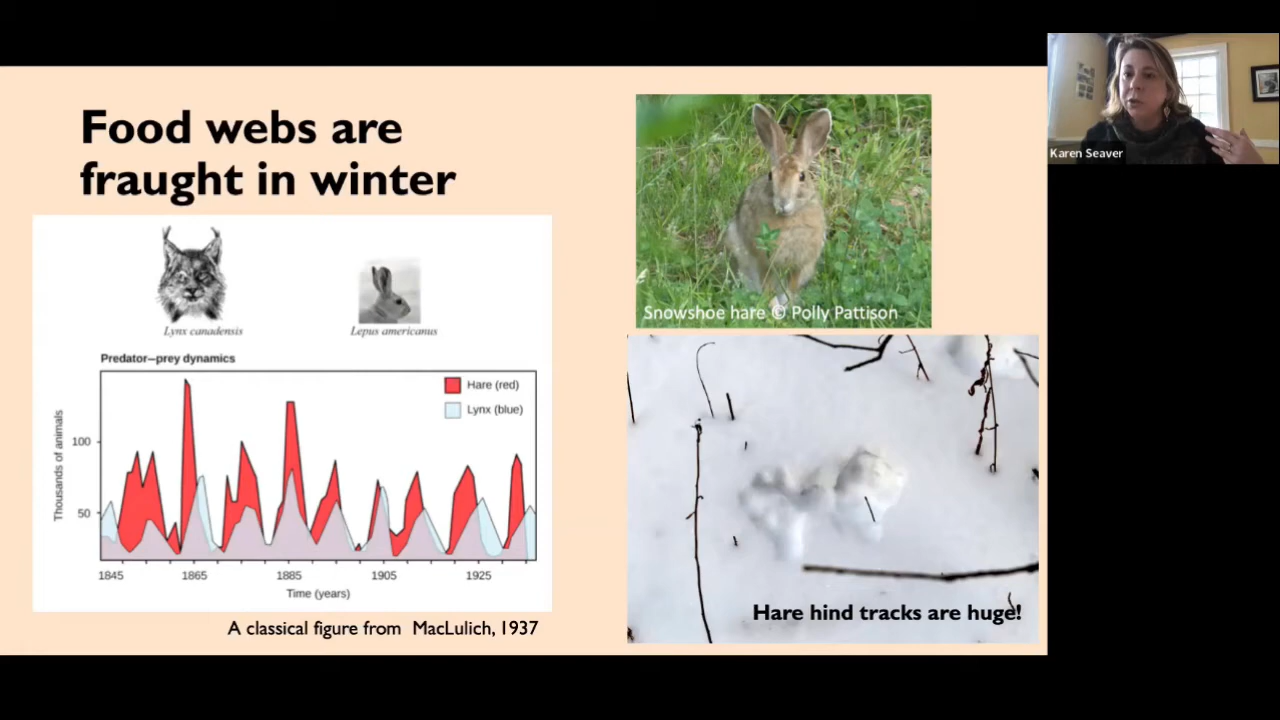 Food webs are
fraught in winter
Lynx canadensis
Lepus americanus
Predator–prey dynamics
Hare (red)
Lynx (blue)
Thousands of animals
100
50
1845
1865
1885
1905
1925
Time (years)
A classical figure from MacLulich, 1937
Snowshoe hare © Polly Pattison
Hare hind tracks are huge!
Karen Seaver